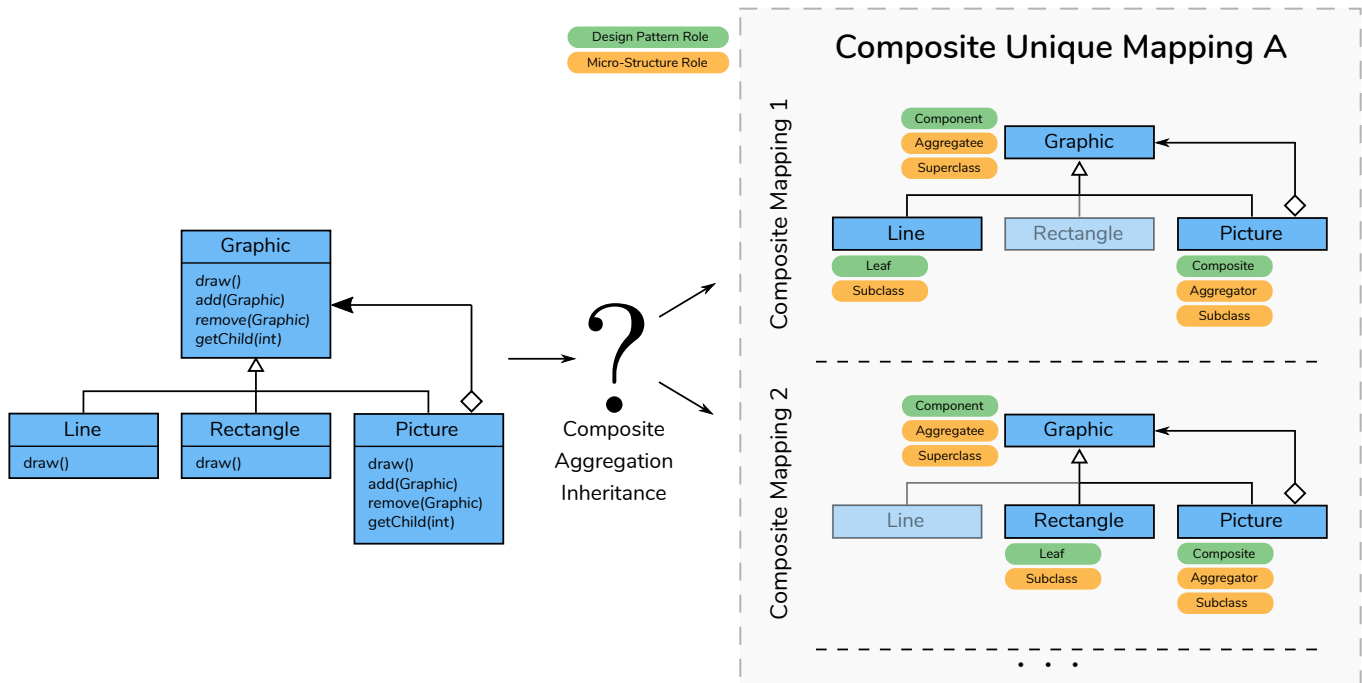 Design Pattern Role
Micro-Structure Role
Graphic
draw()
add(Graphic)
remove(Graphic)
getChild(int)
Line
draw()
Rectangle
draw()
Picture
draw()
add(Graphic)
remove(Graphic)
getChild(int)
?
Composite
Aggregation
Inheritance
Composite Unique Mapping A
Composite Mapping 1
Component
Aggregatee
Superclass
Graphic
Line
Leaf
Subclass
Rectangle
Picture
Composite
Aggregator
Subclass
Composite Mapping 2
Component
Aggregatee
Superclass
Graphic
Line
Rectangle
Leaf
Subclass
Picture
Composite
Aggregator
Subclass
. . .